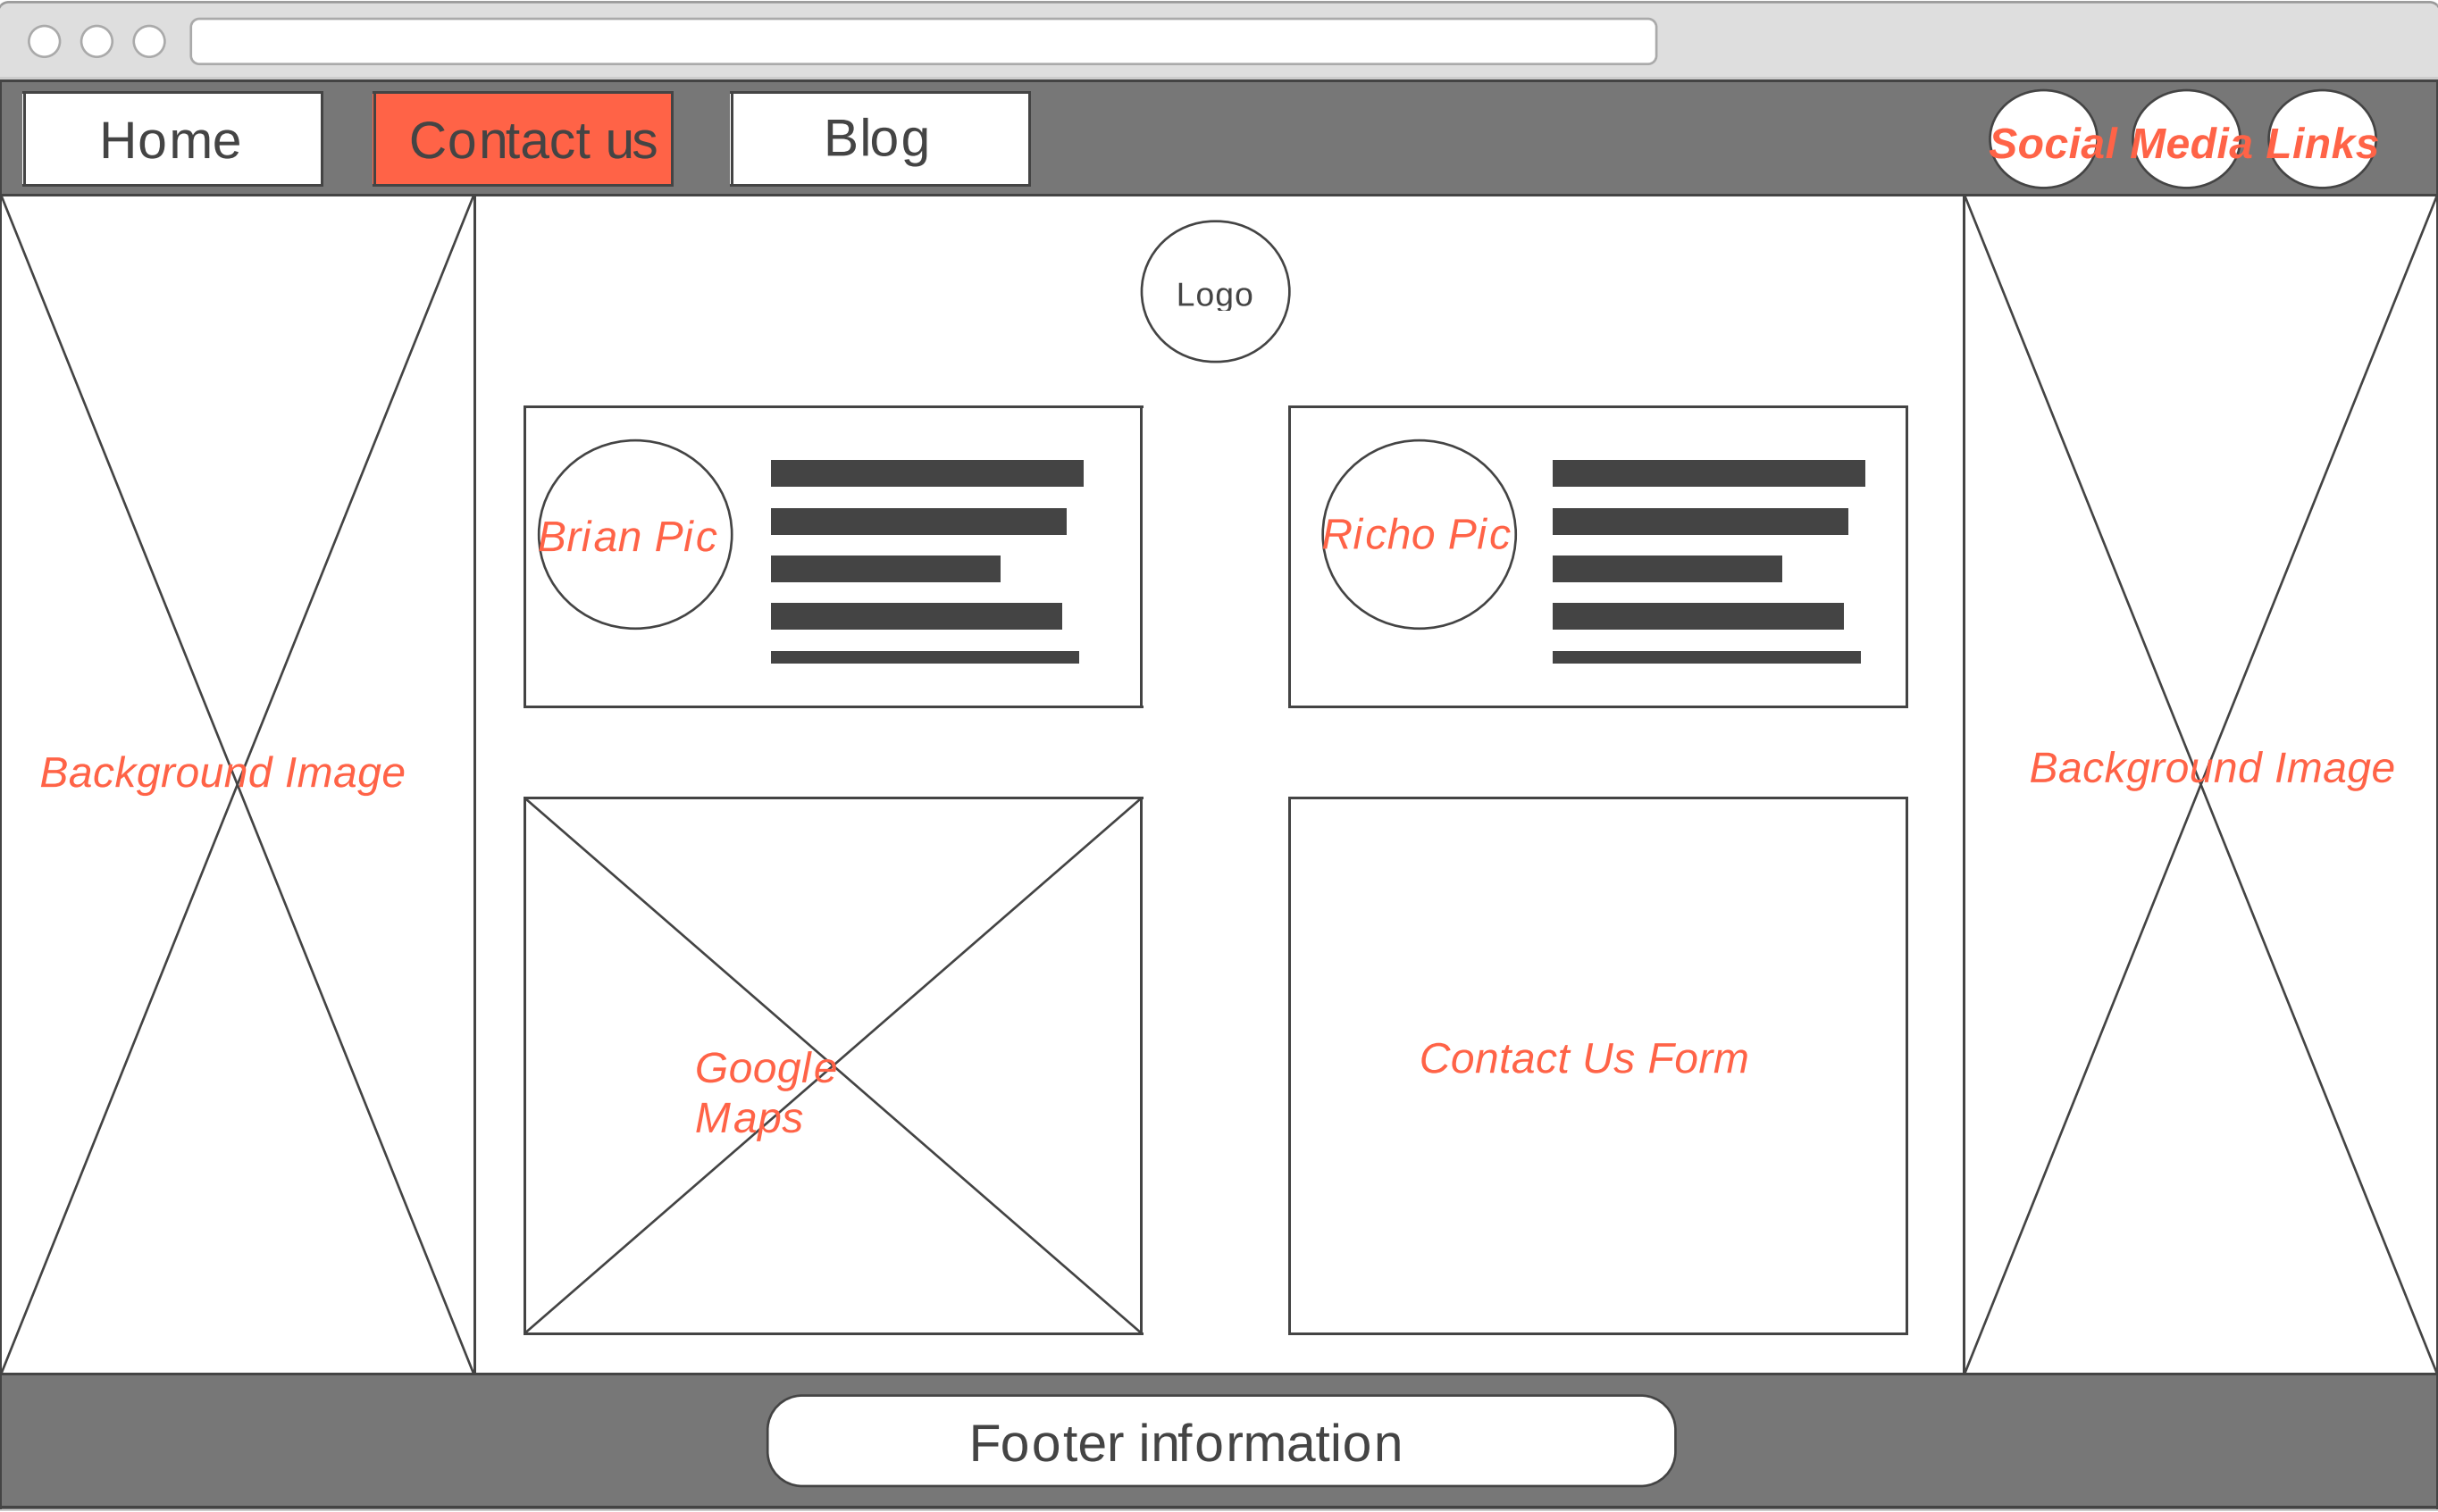 Home
Contact us
Blog
Social Media Links
Logo
Brian Pic
Richo Pic
Background Image
Background Image
Google
Maps
Contact Us Form
Footer information